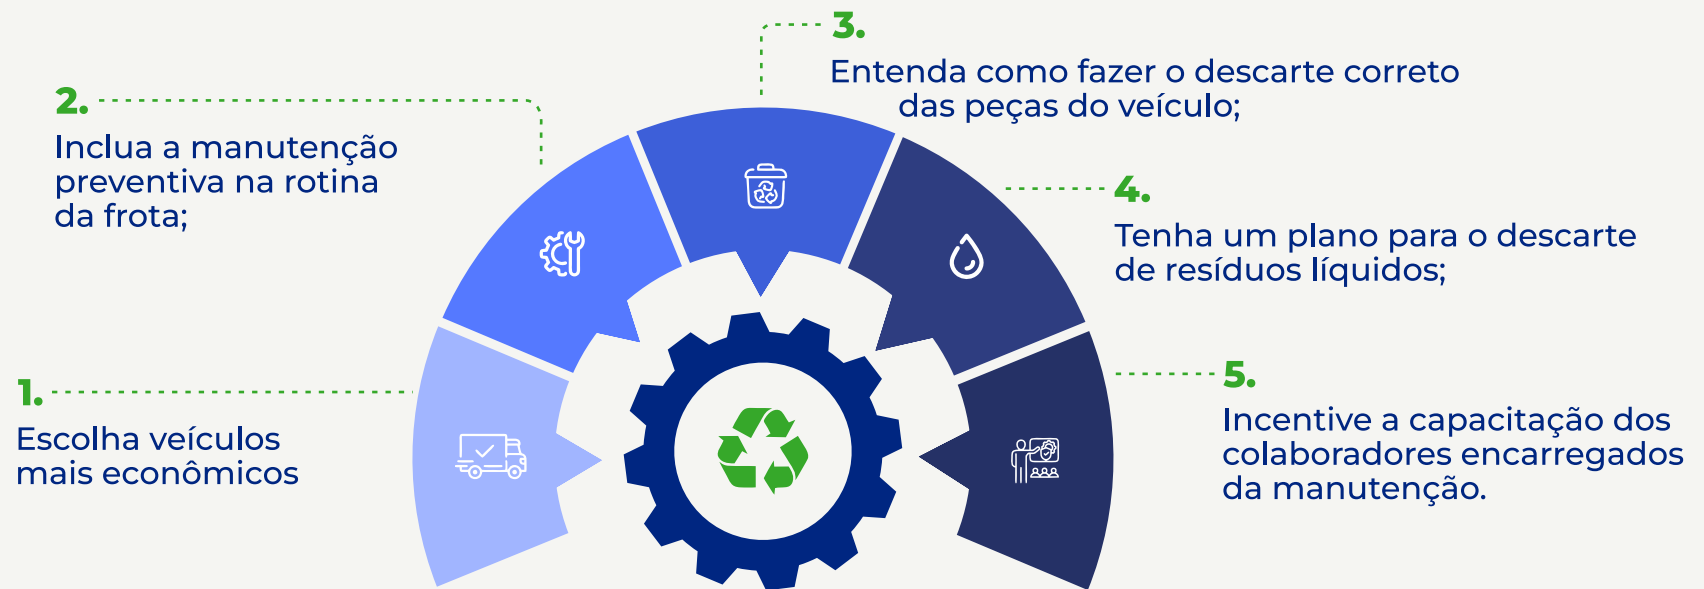 1.
Escolha veículos
mais econômicos
2.
Inclua a manutenção
preventiva na rotina
da frota;
3.
Entenda como fazer o descarte correto
das peças do veículo;
4.
Tenha um plano para o descarte
de resíduos líquidos;
5.
Incentive a capacitação dos
colaboradores encarregados
da manutenção.